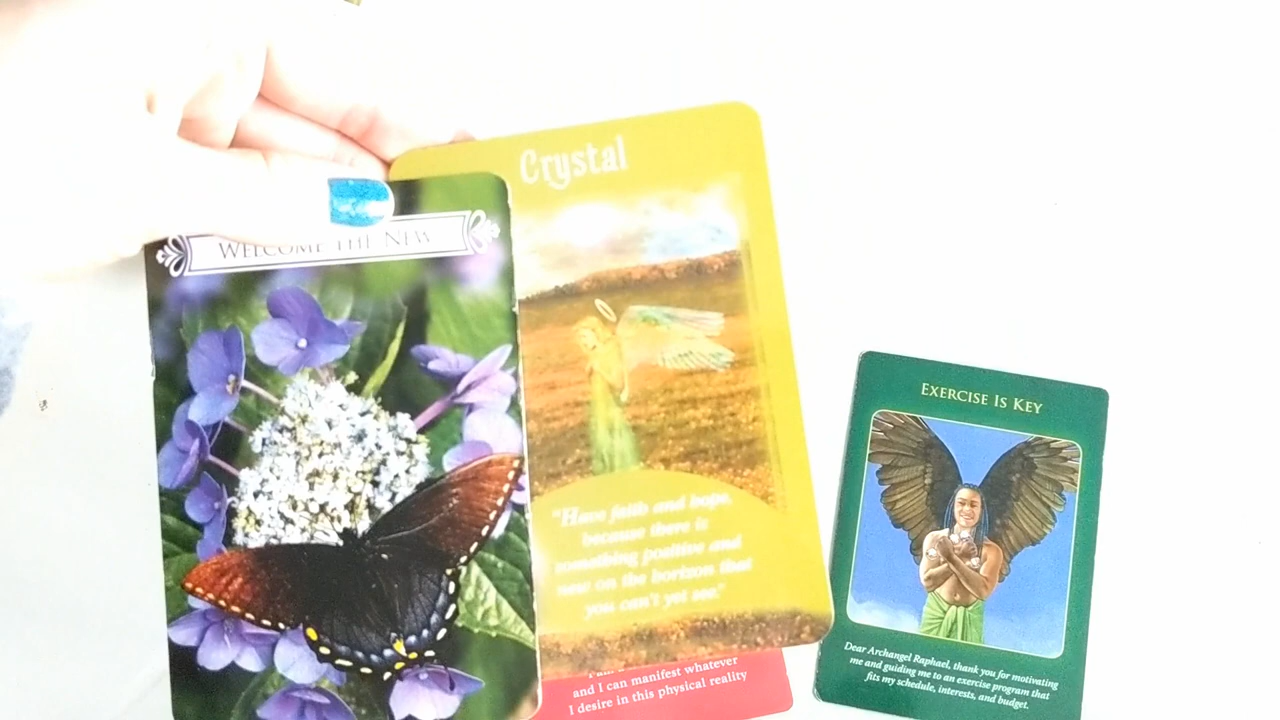 Crystal
WELCOME THE NEW
"Have faith and hope,
because there is
something positive and
new on the horizon that
you can't yet see."
and I can manifest whatever
I desire in this physical reality
EXERCISE IS KEY
Dear Archangel Raphael, thank you for motivating
me and guiding me to an exercise program that
fits my schedule, interests, and budget.